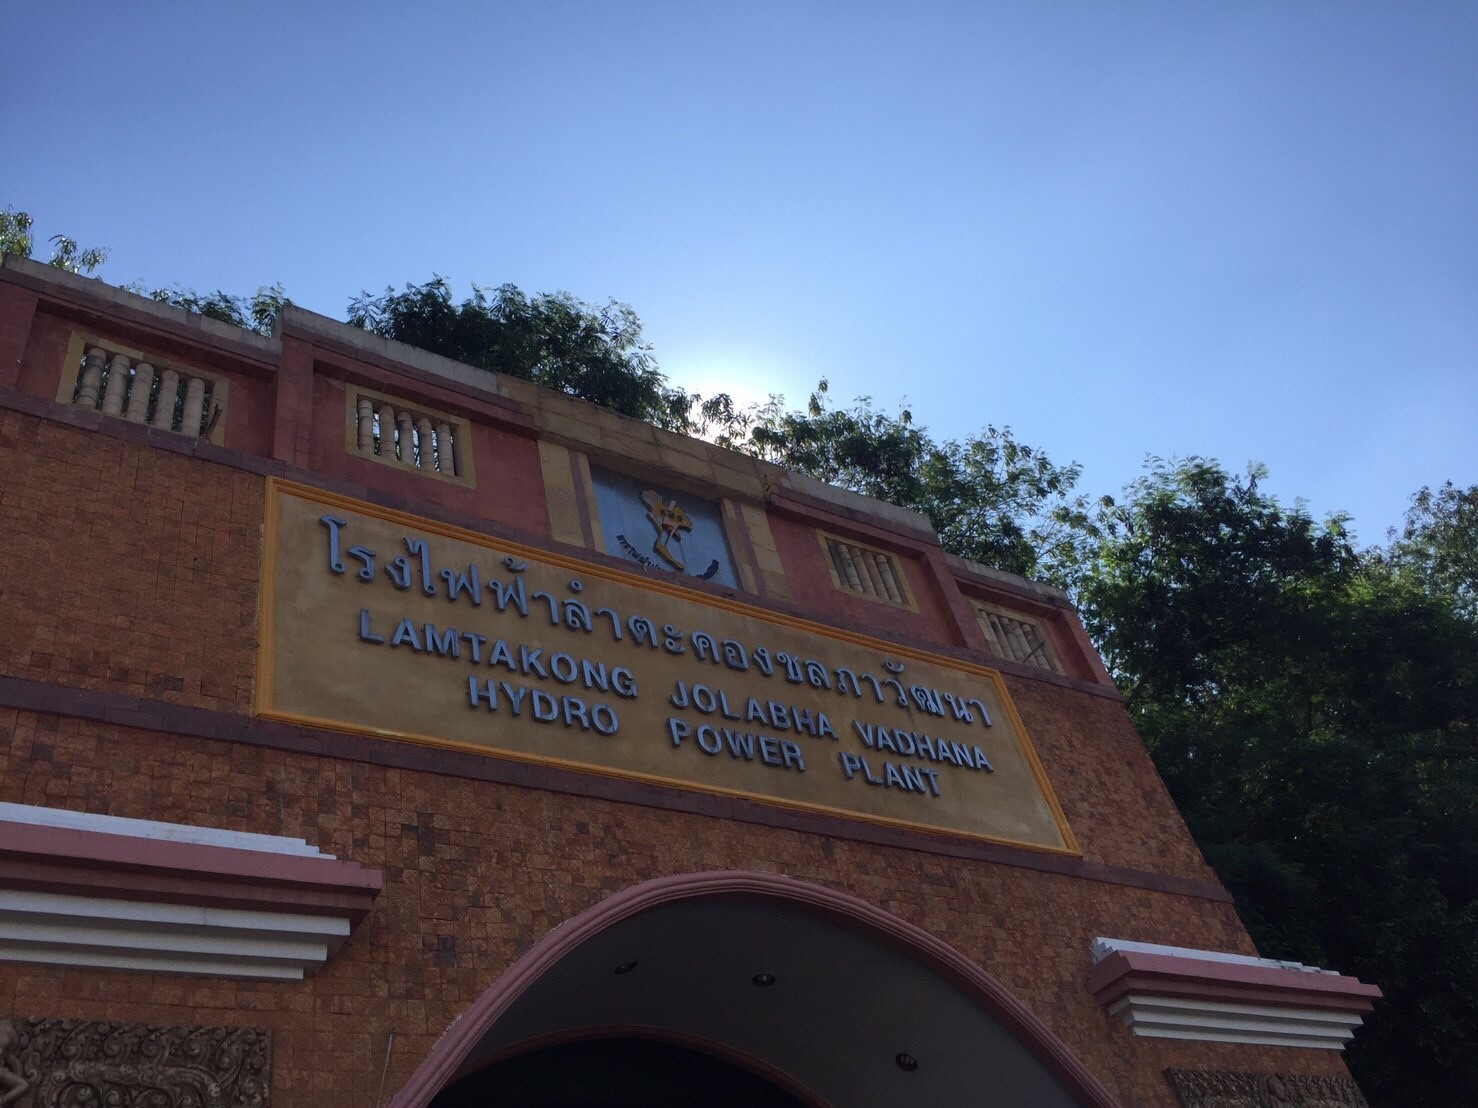 โรงไฟฟ้าลำตะคองชลภาวัฒนา
LAMTAKONG JOLABHA VADHANA
HYDRO POWER PLANT